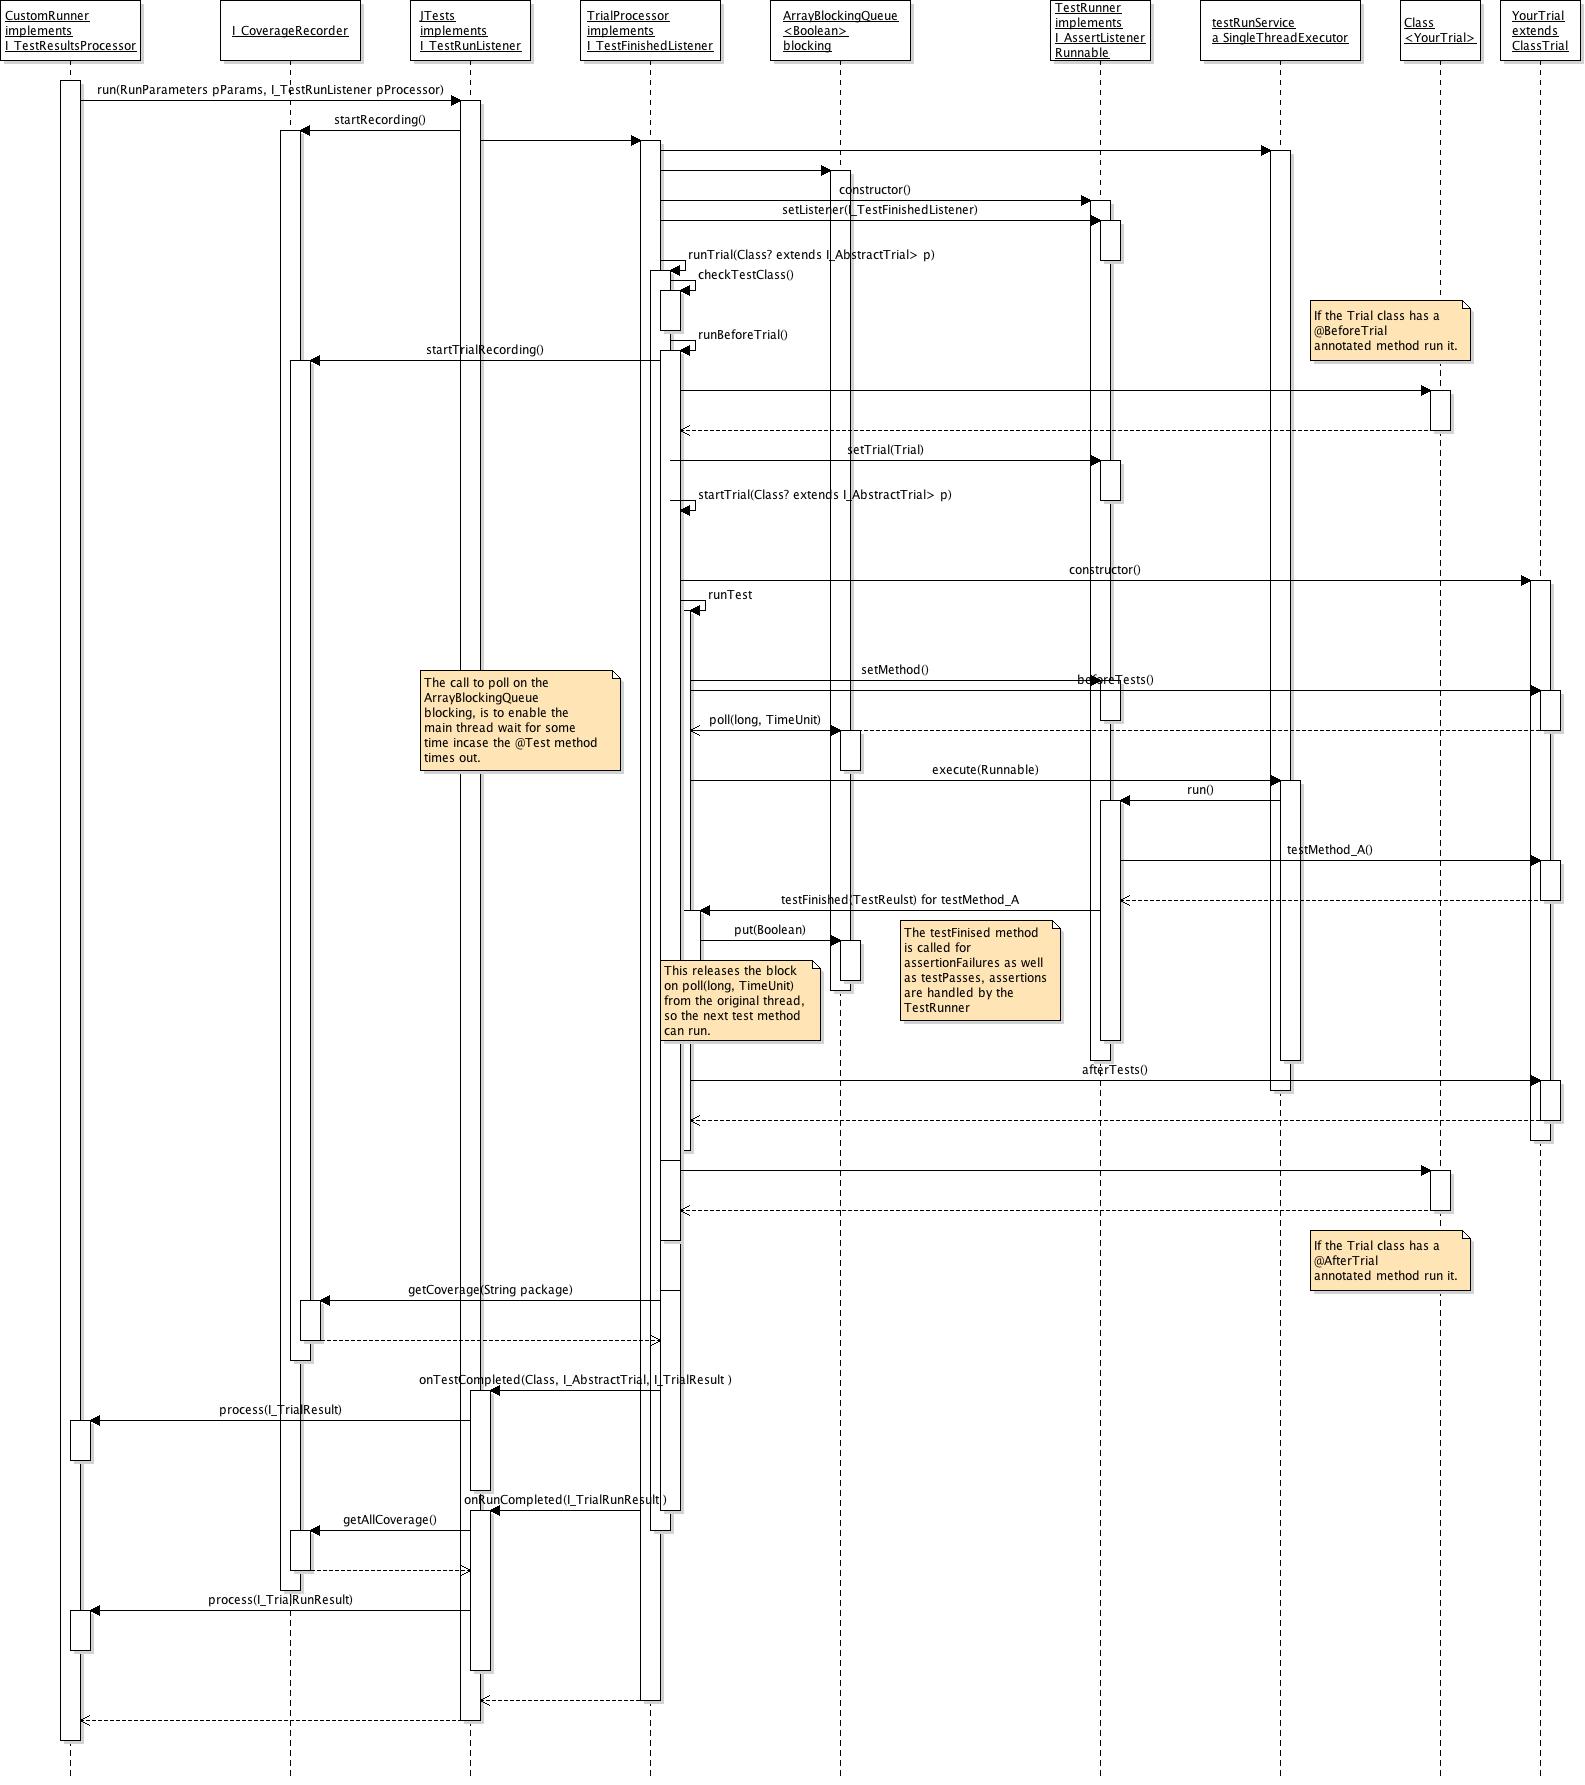 CustomRunner
implements
I_TestResultsProcessor
I_CoverageRecorder
JTests
implements
I_TestRunListener
TrialProcessor
implements
I_TestFinishedListener
ArrayBlockingQueue
<Boolean>
blocking
TestRunner
implements
I_AssertListener
Runnable
testRunService
a SingleThreadExecutor
Class
<YourTrial>
YourTrial
extends
ClassTrial
run(RunParameters pParams, I_TestRunListener pProcessor)
startRecording()
constructor()
setListener(I_TestFinishedListener)
runTrial(Class? extends I_AbstractTrial> p)
checkTestClass()
If the Trial class has a
@BeforeTrial
annotated method run it.
runBeforeTrial()
startTrialRecording()
setTrial(Trial)
startTrial(Class? extends I_AbstractTrial> p)
constructor()
runTest
setMethod()
beforeTests()
The call to poll on the
ArrayBlockingQueue
blocking, is to enable the
main thread wait for some
time incase the @Test method
times out.
poll(long, TimeUnit)
execute(Runnable)
run()
testMethod_A()
testFinished(TestReulst) for testMethod_A
put(Boolean)
The testFinised method
is called for
assertionFailures as well
as testPasses, assertions
are handled by the
TestRunner
This releases the block
on poll(long, TimeUnit)
from the original thread,
so the next test method
can run.
afterTests()
If the Trial class has a
@AfterTrial
annotated method run it.
getCoverage(String package)
onTestCompleted(Class, I_AbstractTrial, I_TrialResult )
process(I_TrialResult)
onRunCompleted(I_TrialRunResult )
getAllCoverage()
process(I_TrialRunResult)